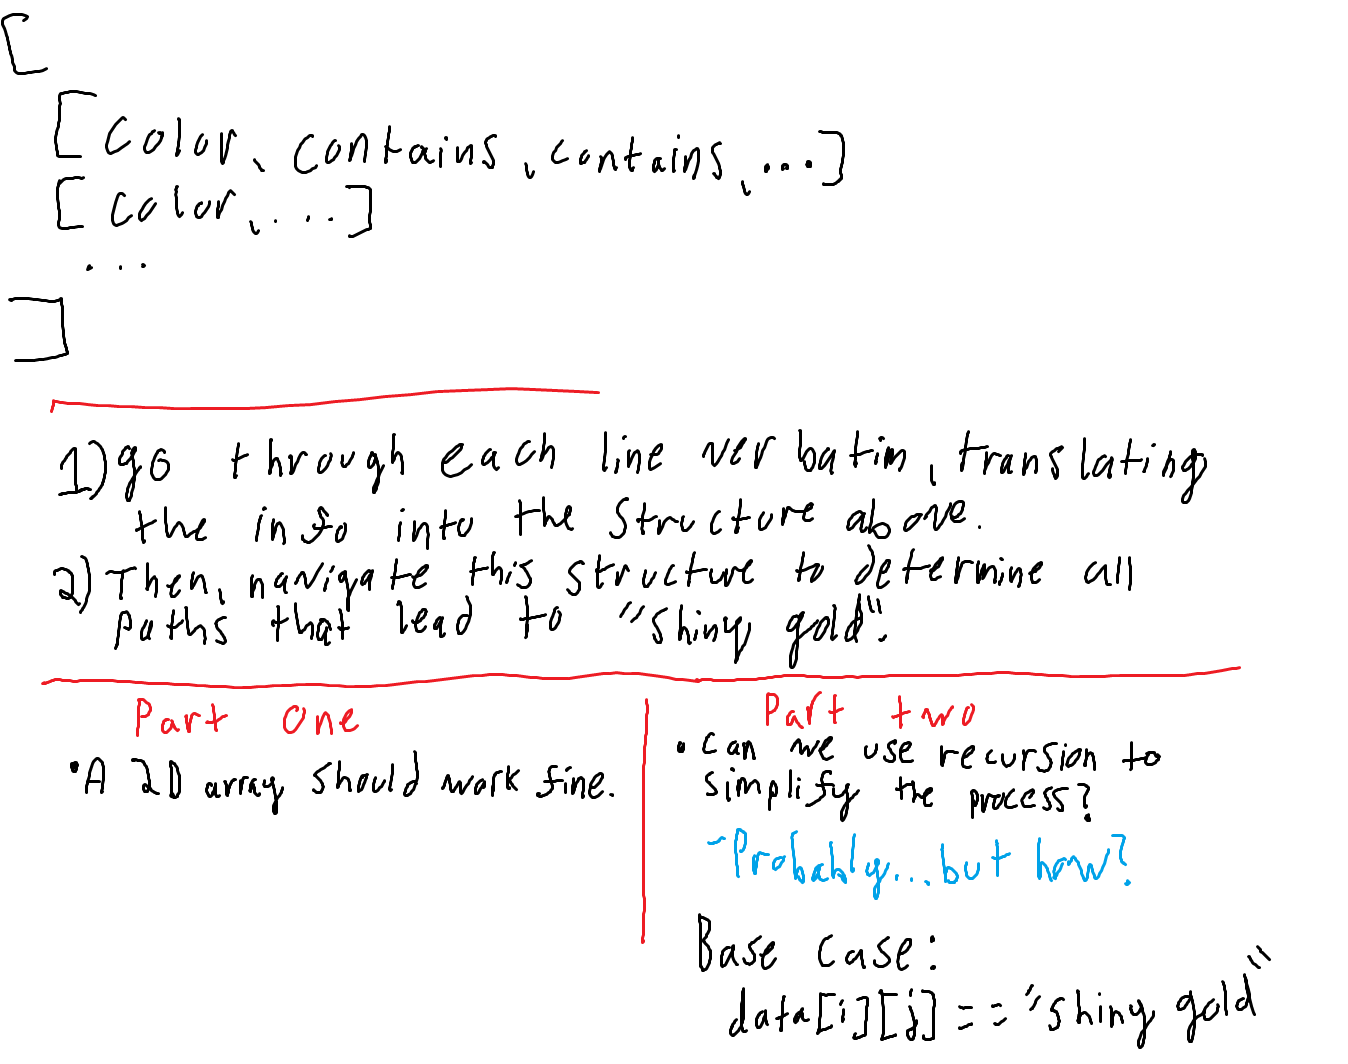 [
[color, contains, contains, ...]
[color, ...]
...
]
1) go through each line verbatim, translating
the info into the structure above.
2) Then, navigate this structure to determine all
paths that lead to "shiny gold".
Part One
• A 2D array should work fine.
Part two
• Can we use recursion to
simplify the process?
- Probably... but how?
Base case:
data[i][j] == "shiny gold"